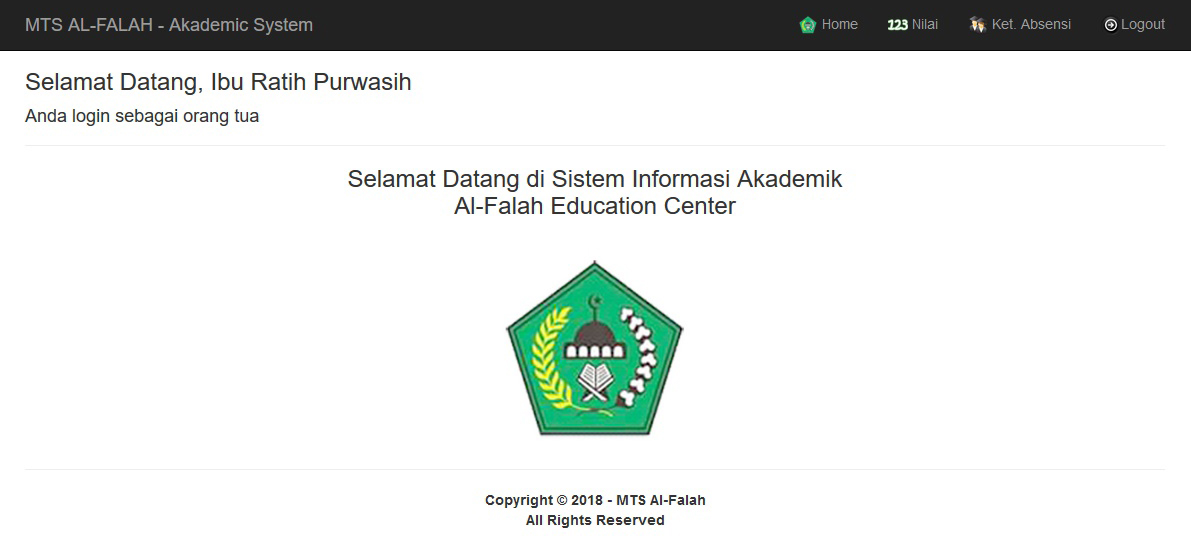 MTS AL-FALAH - Akademic System
Home
123 Nilai
Ket. Absensi
Logout
Selamat Datang, Ibu Ratih Purwasih
Anda login sebagai orang tua
Selamat Datang di Sistem Informasi Akademik
Al-Falah Education Center
Copyright © 2018 - MTS Al-Falah
All Rights Reserved